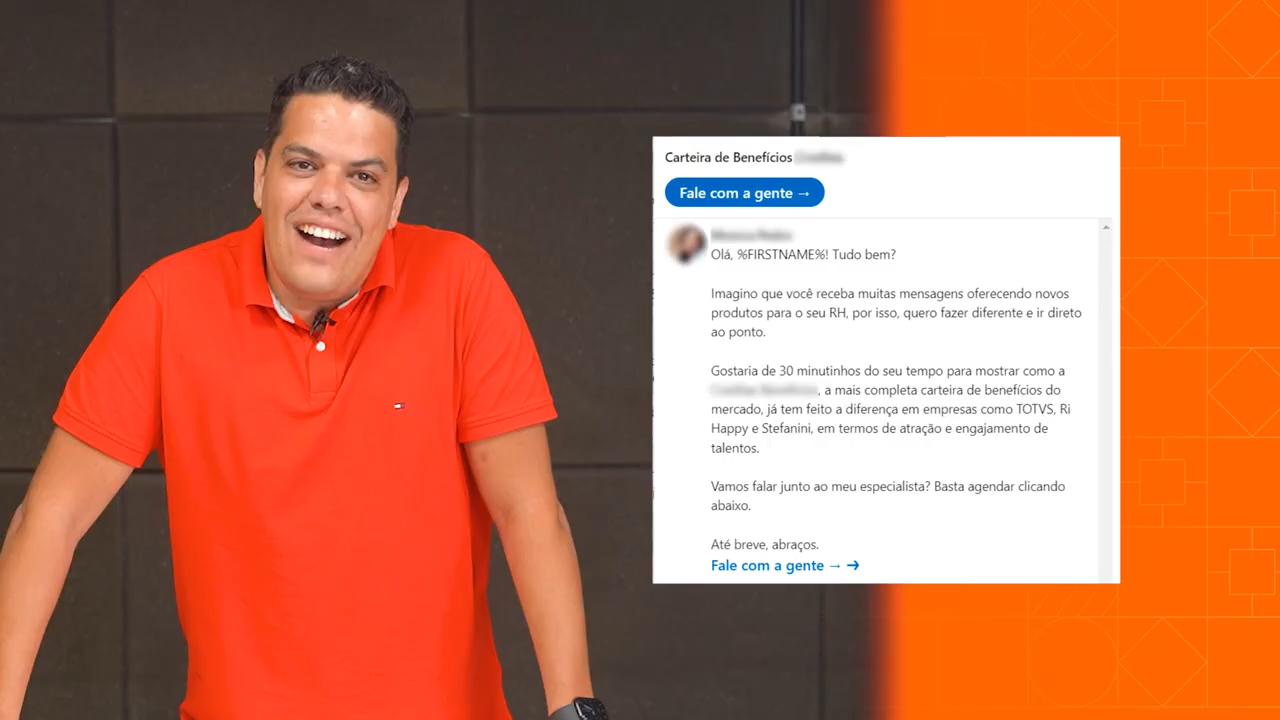 Carteira de Benefícios
Fale com a gente →
Olá, %FIRSTNAME%! Tudo bem?
Imagino que você receba muitas mensagens oferecendo novos
produtos para o seu RH, por isso, quero fazer diferente e ir direto
ao ponto.
Gostaria de 30 minutinhos do seu tempo para mostrar como a
, a mais completa carteira de benefícios do
mercado, já tem feito a diferença em empresas como TOTVS, Ri
Happy e Stefanini, em termos de atração e engajamento de
talentos.
Vamos falar junto ao meu especialista? Basta agendar clicando
abaixo.
Até breve, abraços.
Fale com a gente → →